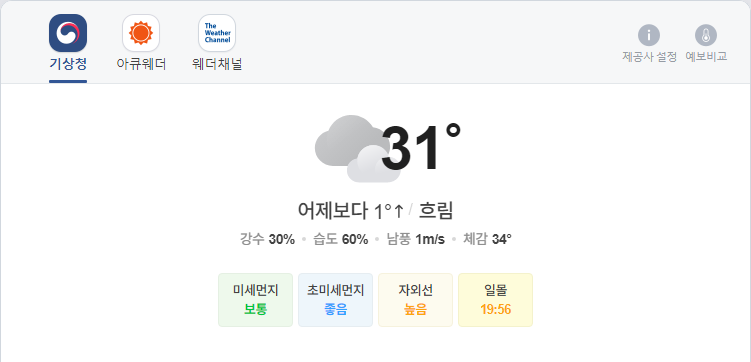 The
Weather
Channel
기상청 아큐웨더 웨더채널
제공사 설정 예보비교
31°
어제보다 1°↑ / 흐림
강수 30% • 습도 60% • 남풍 1m/s • 체감 34°
미세먼지 초미세먼지 자외선 일몰
보통 좋음 높음 19:56